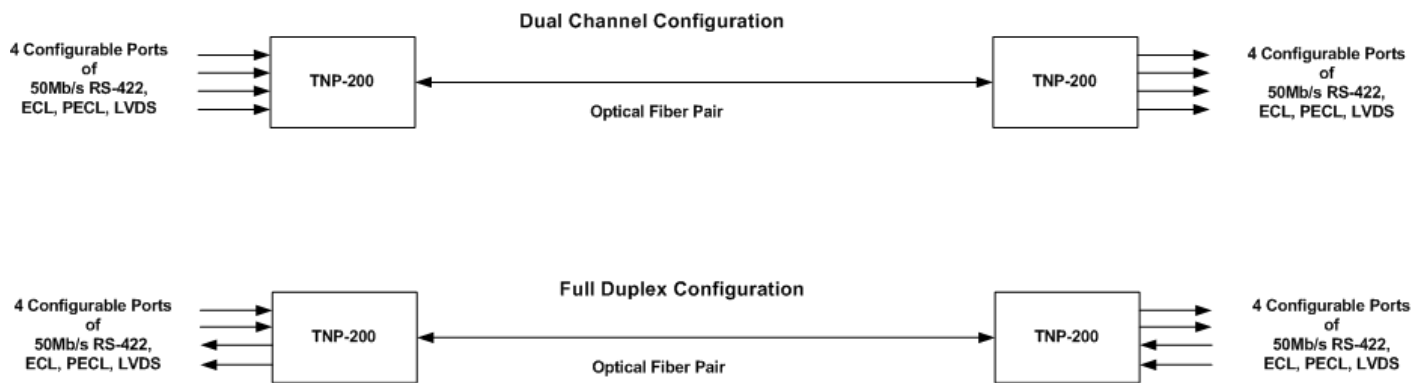 Dual Channel Configuration
4 Configurable Ports
of
50Mb/s RS-422,
ECL, PECL, LVDS
TNP-200
Optical Fiber Pair
TNP-200
4 Configurable Ports
of
50Mb/s RS-422,
ECL, PECL, LVDS
Full Duplex Configuration
4 Configurable Ports
of
50Mb/s RS-422,
ECL, PECL, LVDS
TNP-200
Optical Fiber Pair
TNP-200
4 Configurable Ports
of
50Mb/s RS-422,
ECL, PECL, LVDS